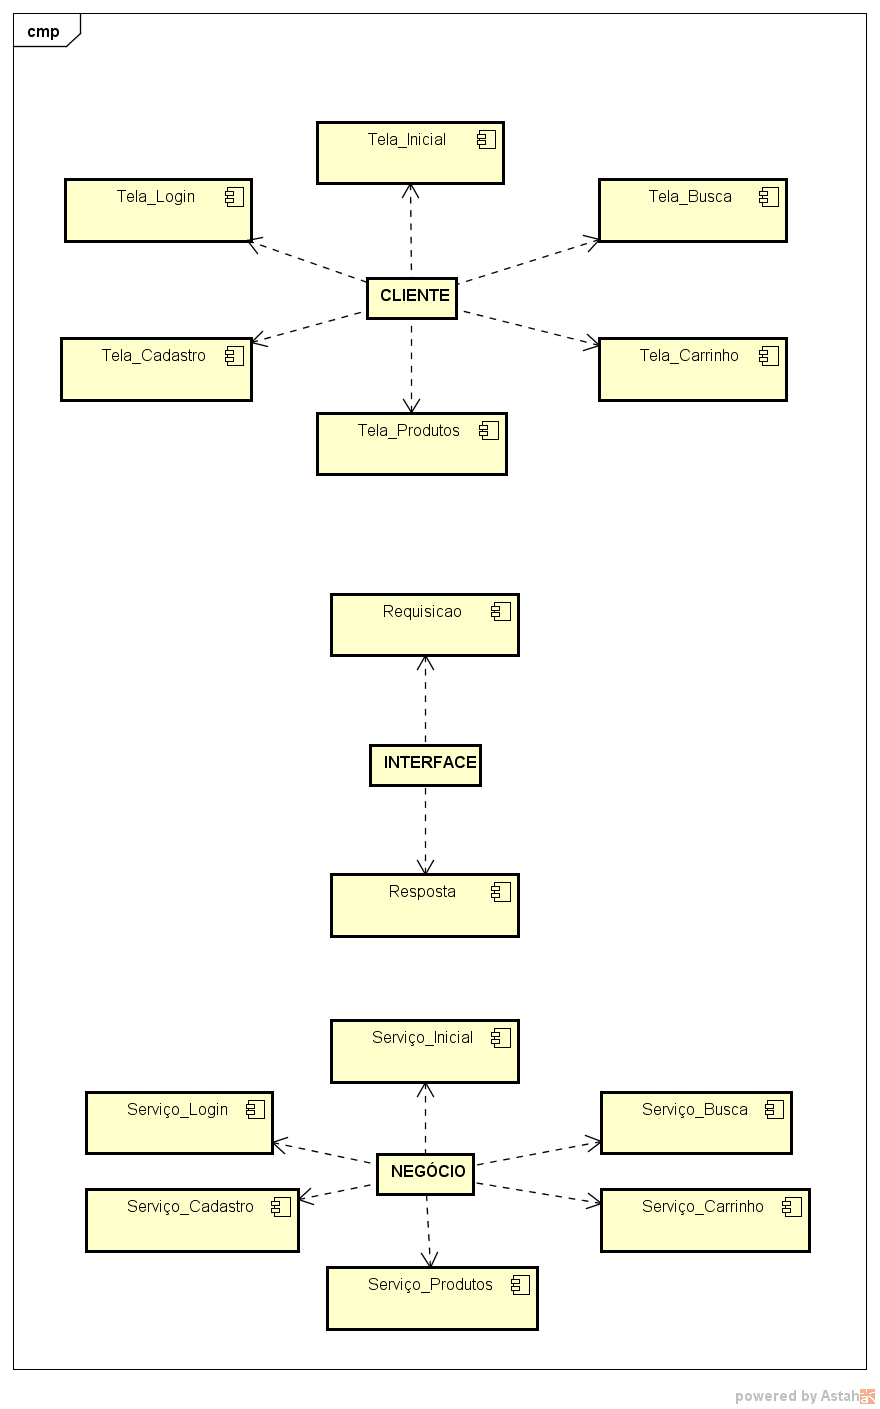 cmp
Tela_Inicial
Tela_Login
Tela_Busca
CLIENTE
Tela_Cadastro
Tela_Carrinho
Tela_Produtos
Requisicao
INTERFACE
Resposta
Serviço_Inicial
Serviço_Login
Serviço_Busca
NEGÓCIO
Serviço_Cadastro
Serviço_Carrinho
Serviço_Produtos
powered by Astah